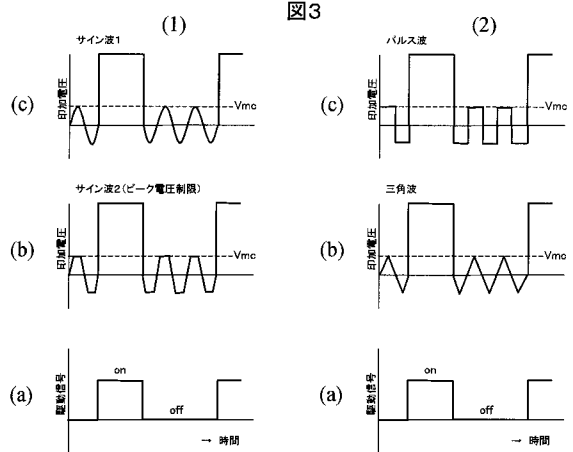 図3
(1)
サイン波1
(c)
印加電圧
Vmc
サイン波2(ピーク電圧制限)
(b)
印加電圧
Vmc
(a)
駆動信号
on
off
→ 時間
(2)
パルス波
(c)
印加電圧
Vmc
三角波
(b)
印加電圧
Vmc
(a)
駆動信号
on
off
→ 時間